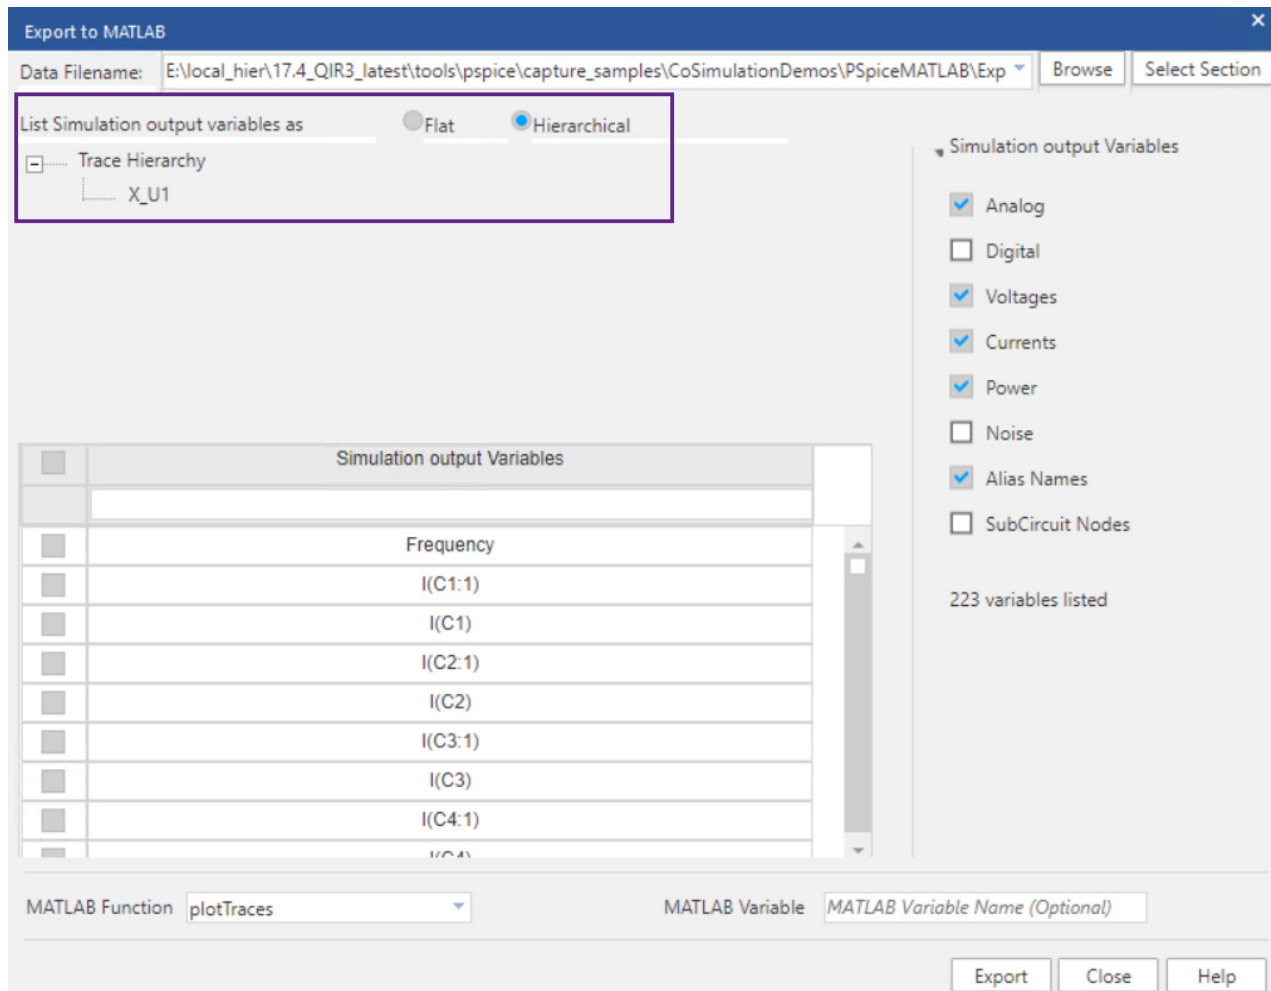 Export to MATLAB
Data Filename: E:\local_hier\17.4_QIR3_latest\tools\pspice\capture_samples\CoSimulationDemos\PSpiceMATLAB\Exp Browse Select Section
List Simulation output variables as Flat Hierarchical
Trace Hierarchy
X_U1
Simulation output Variables
Analog
Digital
Voltages
Currents
Power
Noise
Alias Names
SubCircuit Nodes
223 variables listed
Simulation output Variables
Frequency
I(C1:1)
I(C1)
I(C2:1)
I(C2)
I(C3:1)
I(C3)
I(C4:1)
I(C4)
MATLAB Function plotTraces MATLAB Variable MATLAB Variable Name (Optional)
Export Close Help